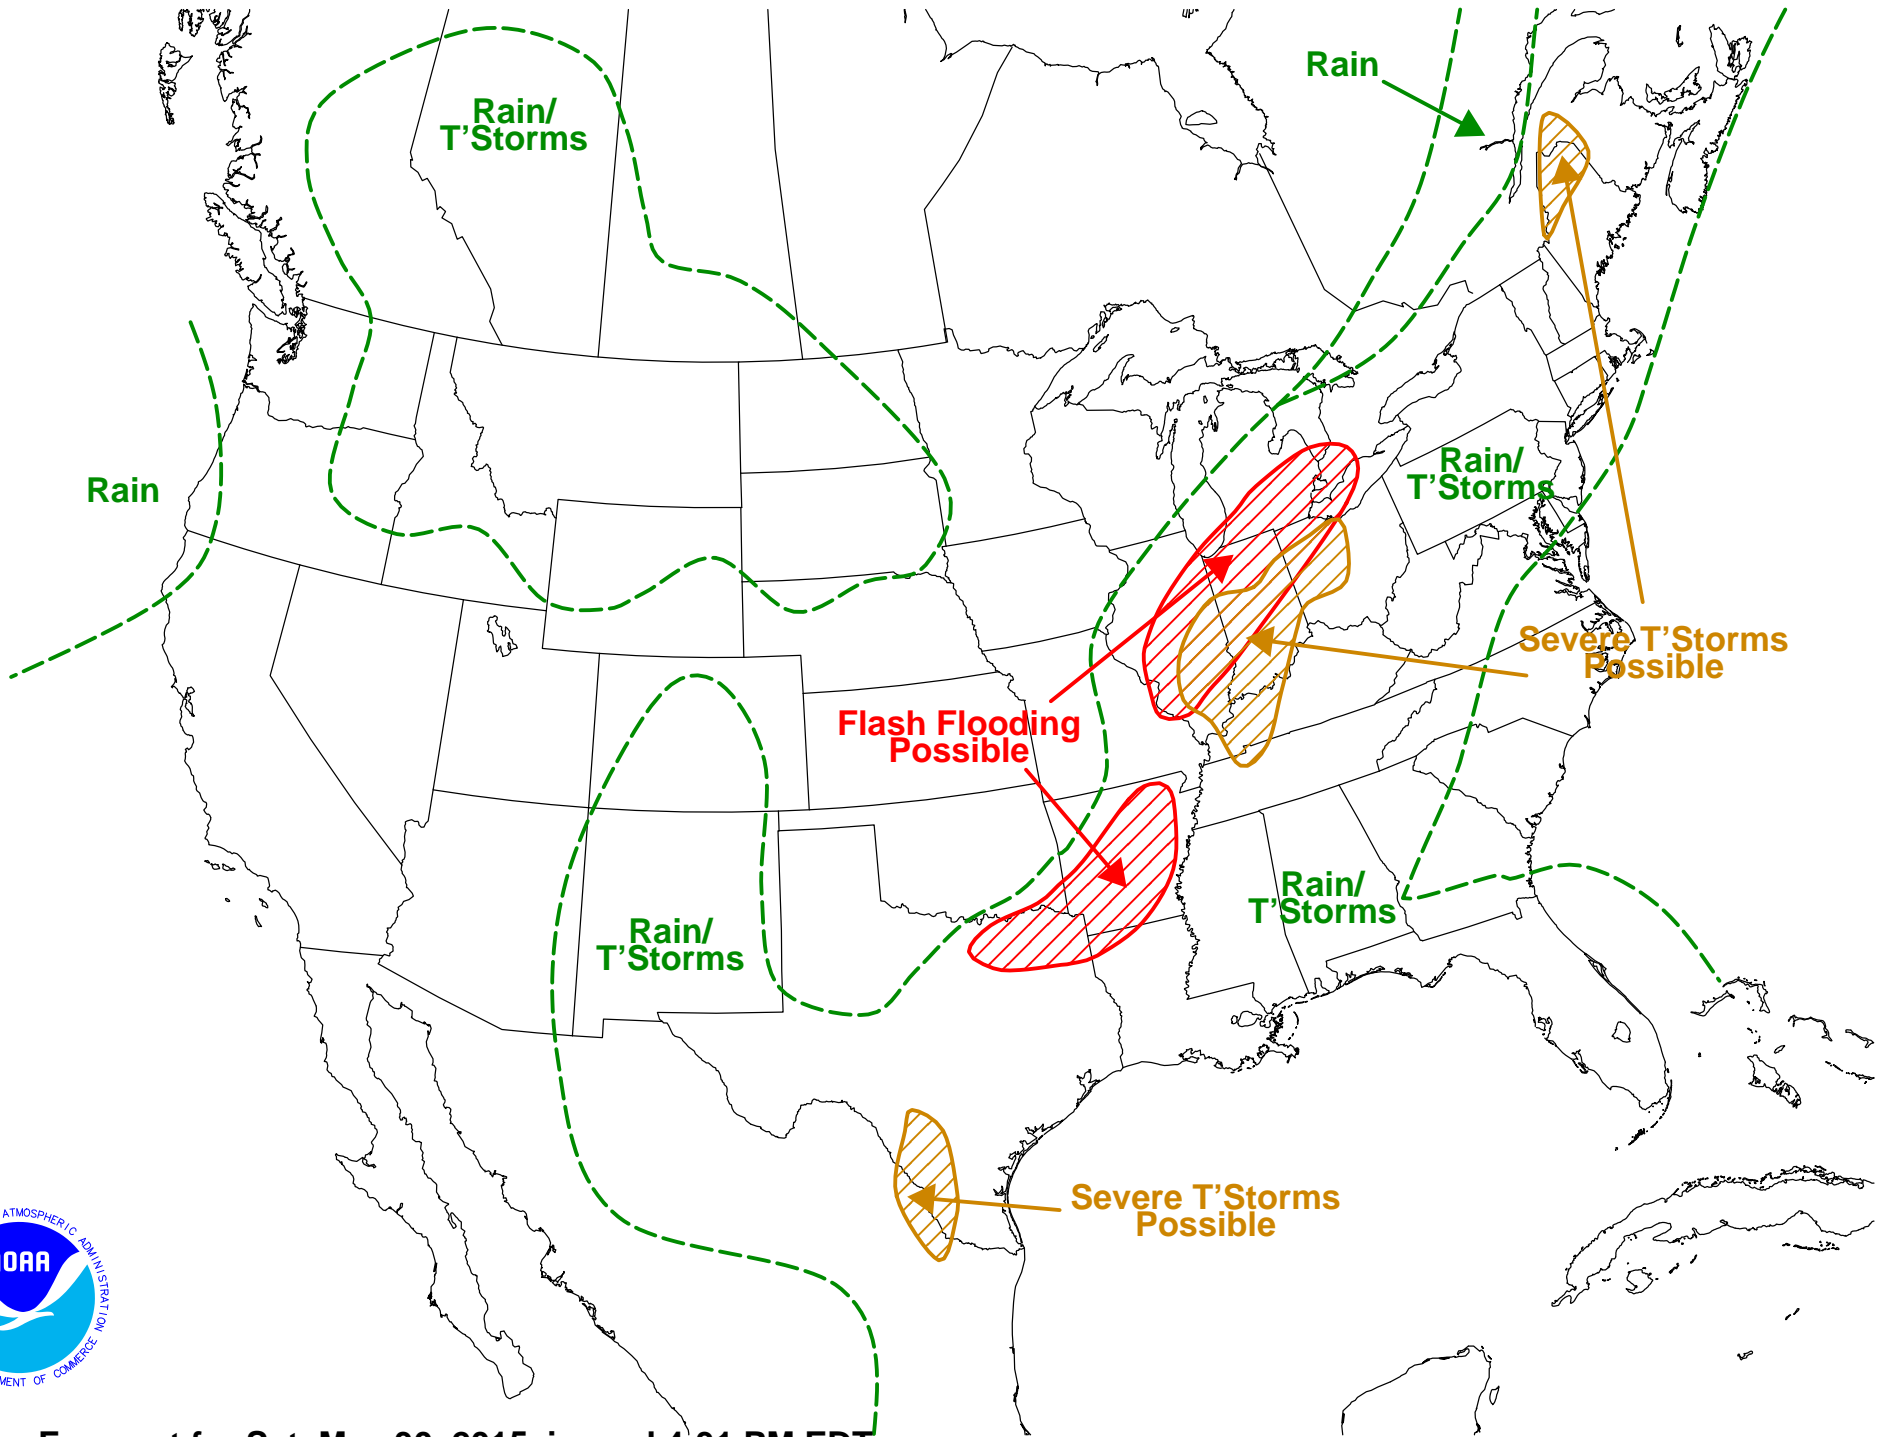 Rain
Rain/
T’Storms
Rain
Rain/
T’Storms
Severe T’Storms
Possible
Flash Flooding
Possible
Rain/
T’Storms
Rain/
T’Storms
Severe T’Storms
Possible
ATMOSPHERIC ADMINISTRATION
OF COMMERCE